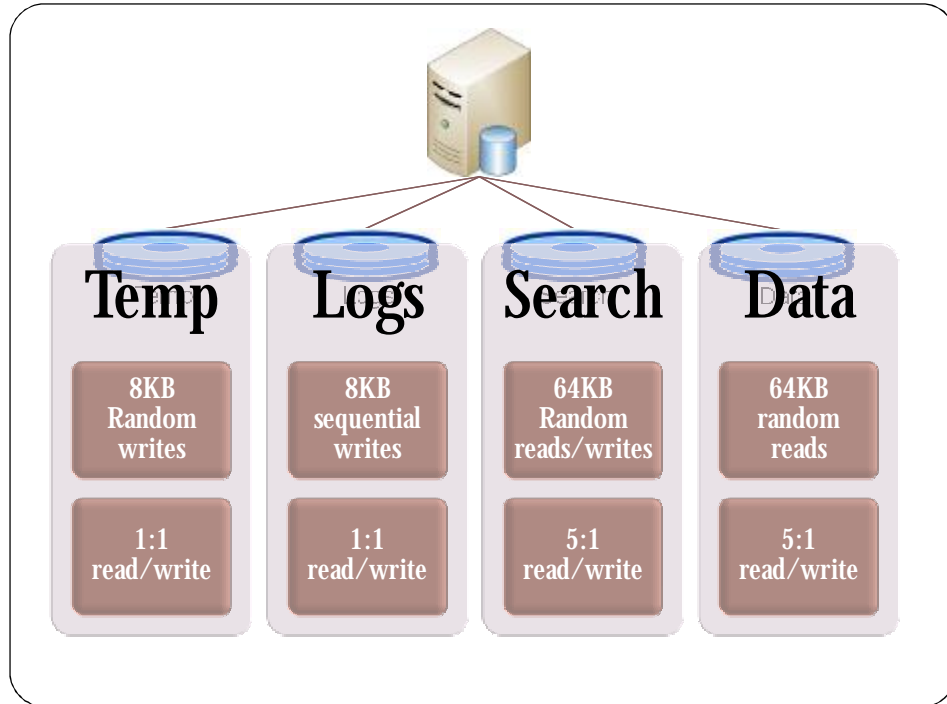 Temp
Logs
Search
Data
8KB
Random
writes
8KB
sequential
writes
64KB
Random
reads/writes
64KB
random
reads
1:1
read/write
1:1
read/write
5:1
read/write
5:1
read/write